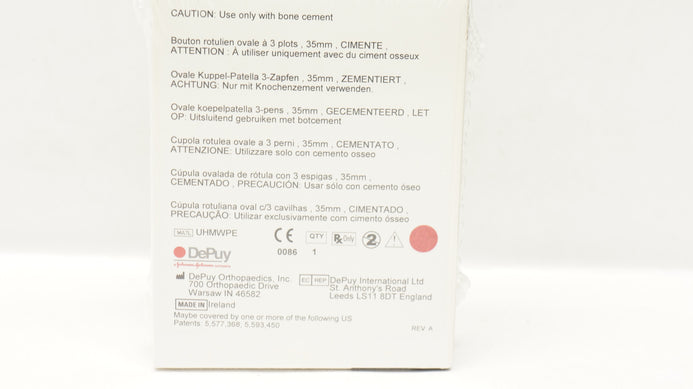 CAUTION: Use only with bone cement
Bouton rotulien ovale à 3 plots , 35mm , CIMENTE ,
ATTENTION : À utiliser uniquement avec du ciment osseux
Ovale Kuppel-Patella 3-Zapfen , 35mm , ZEMENTIERT ,
ACHTUNG: Nur mit Knochenzement verwenden.
Ovale koepelpatella 3-pens , 35mm , GECEMENTEERD , LET
OP: Uitsluitend gebruiken met botcement
Cupola rotulea ovale a 3 perni , 35mm , CEMENTATO ,
ATTENZIONE: Utilizzare solo con cemento osseo
Cúpula ovalada de rótula con 3 espigas , 35mm ,
CEMENTADO , PRECAUCIÓN: Usar sólo con cemento óseo
Cúpula rotuliana oval c/3 cavilhas , 35mm , CIMENTADO ,
PRECAUÇÃO: Utilizar exclusivamente com cimento ósseo
MATL UHMWPE CE QTY Rx Only 2
0086 1
DePuy
DePuy Orthopaedics, Inc
700 Orthopaedic Drive
Warsaw IN 46582
EC REP DePuy International Ltd
St. Anthony's Road
Leeds LS11 8DT England
MADE IN Ireland
Maybe covered by one or more of the following US
Patents: 5,577,368; 5,593,450
REV. A